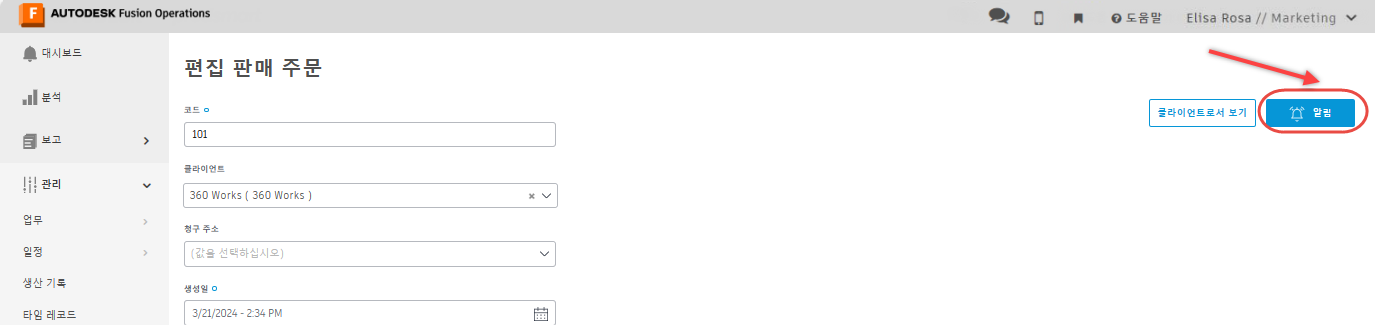 F AUTODESK Fusion Operations
도움말
Elisa Rosa // Marketing
대시보드
분석
보고
관리
업무
일정
생산 기록
타임 레코드
편집 판매 주문
클라이언트로서 보기
알림
코드
101
클라이언트
360 Works ( 360 Works )
청구 주소
(값을 선택하십시오)
생성일
3/21/2024 - 2:34 PM